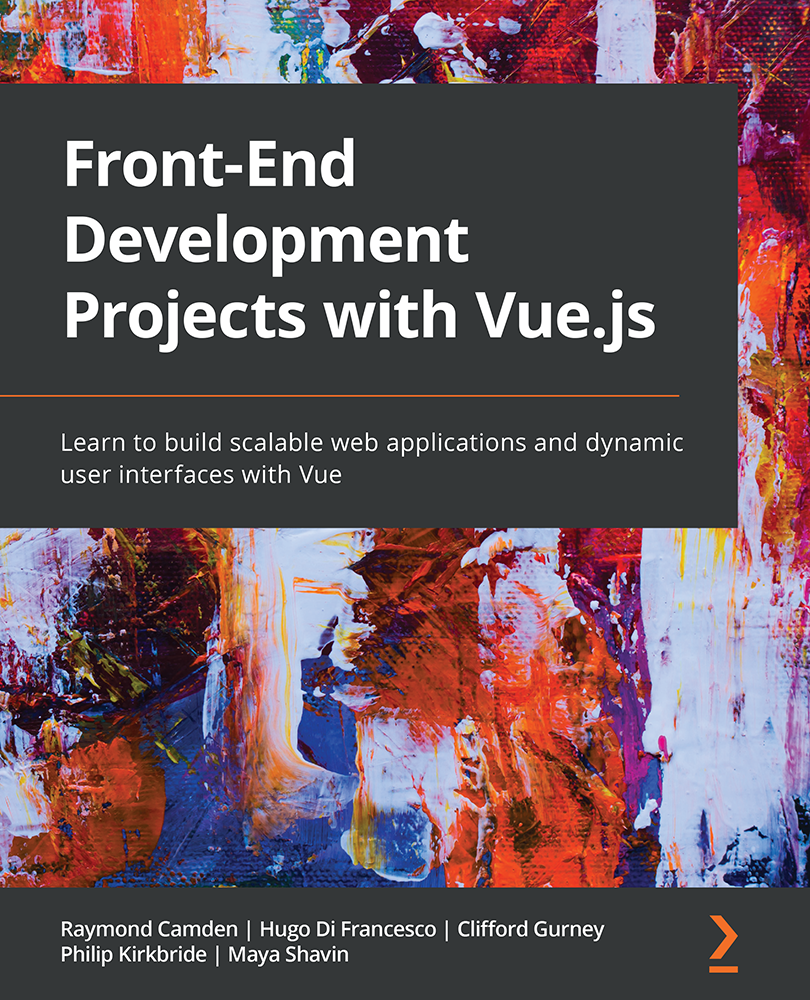 Front-End
Development
Projects with Vue.js
Learn to build scalable web applications and dynamic
user interfaces with Vue
Raymond Camden | Hugo Di Francesco | Clifford Gurney
Philip Kirkbride | Maya Shavin